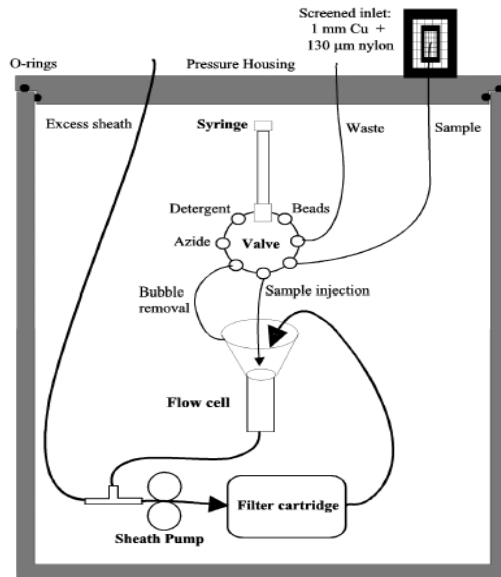 Screened inlet:
1 mm Cu +
130 µm nylon
O-rings
Pressure Housing
Excess sheath
Syringe
Waste
Sample
Detergent
Beads
Azide
Valve
Bubble
removal
Sample injection
Flow cell
Filter cartridge
Sheath Pump